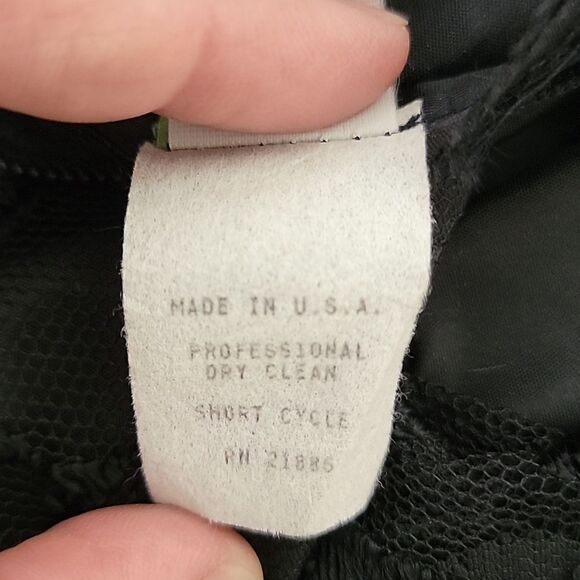 MADE IN U.S.A.
PROFESSIONAL
DRY CLEAN
SHORT CYCLE
RN 21886